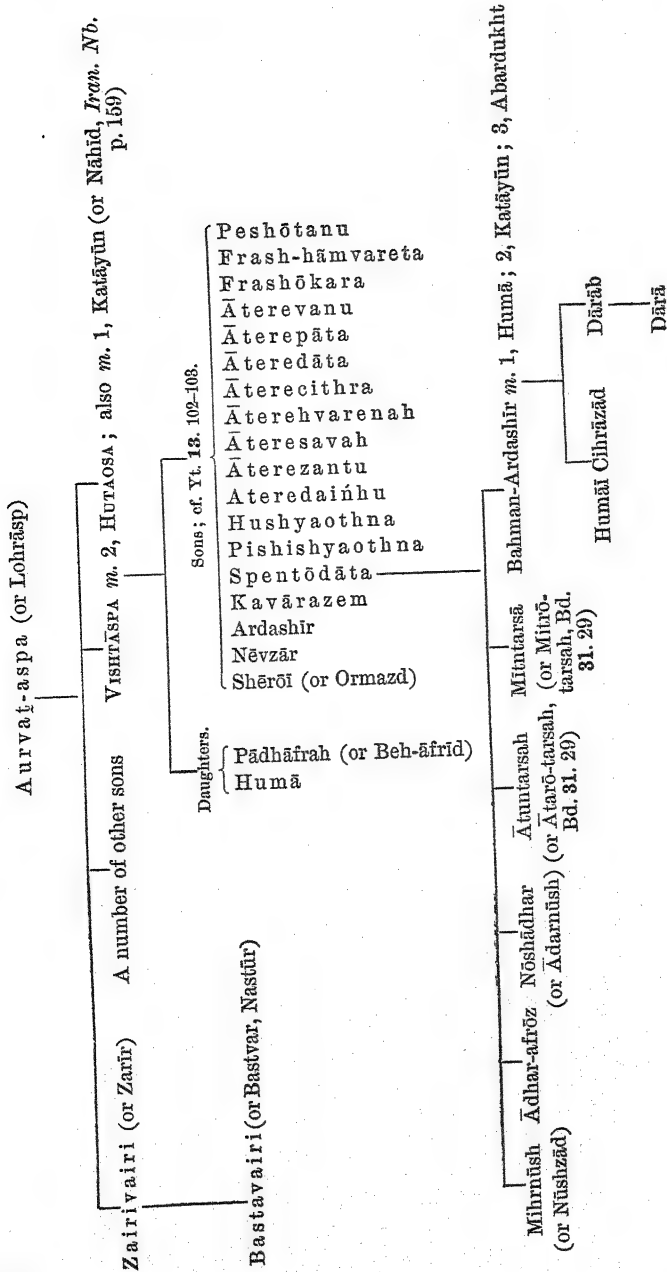 Aurvaṯ-aspa (or Lohrāsp)
Zairivairi (or Zarīr)
A number of other sons
VISHTĀSPA m. 2, HUTAOSA; also m. 1, Katāyūn (or Nāhīd, Iran. Nb.
p. 159)
Bastavairi (or Bastvar, Nastūr)
Daughters.
Pādhāfrah (or Beh-āfrīd)
Humā
Sons; cf. Yt. 13. 102-103.
Peshōtanu
Frash-hāmvareta
Frashōkara
Āterevanu
Āterepāta
Āteredāta
Āterecithra
Āterehvarenah
Āteresavah
Āterezantu
Ateredaińhu
Hushyaothna
Pishishyaothna
Spentōdāta
Kavārazem
Ardashīr
Nēvzār
Shērōī (or Ormazd)
Mihrnūsh
(or Nūshzād)
Ādhar-afrōz
Nōshādhar
(or Ādarnūsh)
Ātuntarsah
(or Ātarō-tarsah,
Bd. 31. 29)
Mitntarsā
(or Mitrō-
tarsah, Bd.
31. 29)
Bahman-Ardashīr m. 1, Humā; 2, Katāyūn; 3, Abardukht
Humāī Cihrāzād
Dārāb
Dārā